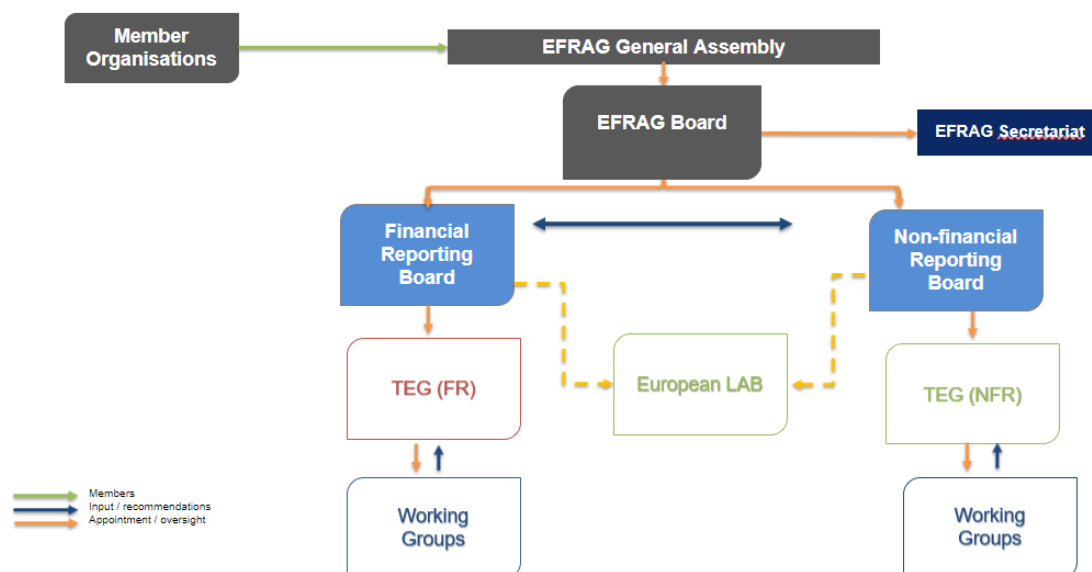 Member
Organisations
EFRAG General Assembly
EFRAG Board
EFRAG Secretariat
Financial
Reporting
Board
Non-financial
Reporting
Board
TEG (FR)
European LAB
TEG (NFR)
Members
Input / recommendations
Appointment / oversight
Working
Groups
Working
Groups